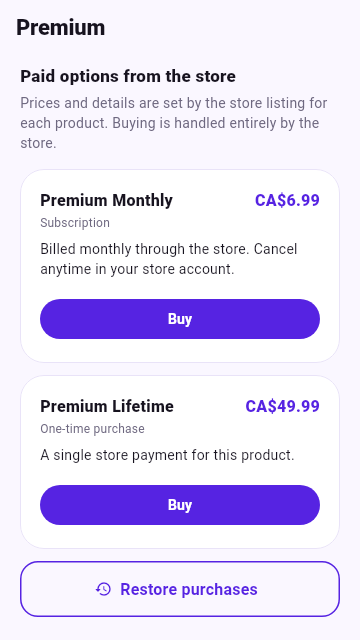 Premium
Paid options from the store
Prices and details are set by the store listing for
each product. Buying is handled entirely by the
store.
Premium Monthly CA$6.99
Subscription
Billed monthly through the store. Cancel
anytime in your store account.
Buy
Premium Lifetime CA$49.99
One-time purchase
A single store payment for this product.
Buy
Restore purchases